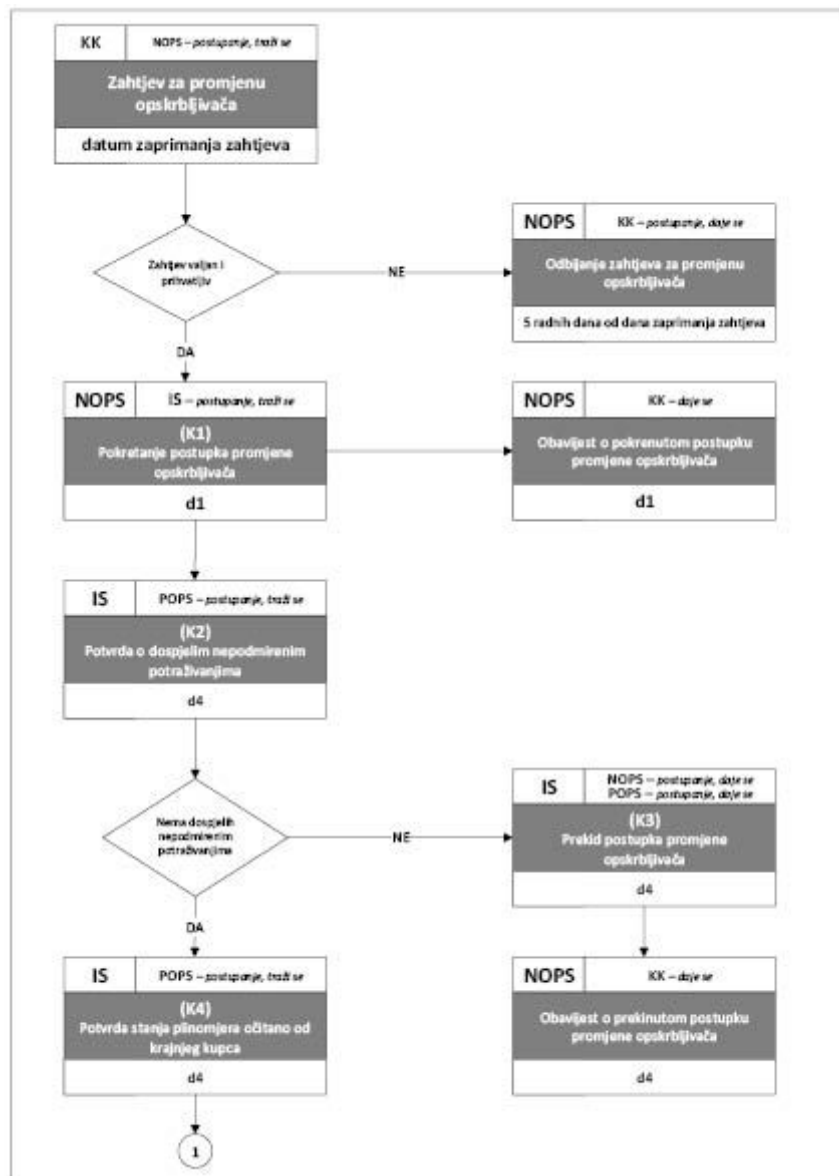 KK
NOPS – postupanje, traži se
Zahtjev za promjenu
opskrbljivača
datum zaprimanja zahtjeva
Zahtjev valjan i
prihvatljiv
NE
NOPS
KK – postupanje, daje se
Odbijanje zahtjeva za promjenu
opskrbljivača
5 radnih dana od dana zaprimanja zahtjeva
DA
NOPS
IS – postupanje, traži se
(K1)
Pokretanje postupka promjene
opskrbljivača
d1
NOPS
KK – daje se
Obavijest o pokrenutom postupku
promjene opskrbljivača
d1
IS
POPS – postupanje, traži se
(K2)
Potvrda o dospjelim nepodmirenim
potraživanjima
d4
Nema dospjelih
nepodmirenim
potraživanjima
NE
IS
NOPS – postupanje, daje se
POPS – postupanje, daje se
(K3)
Prekid postupka promjene
opskrbljivača
d4
DA
IS
POPS – postupanje, traži se
(K4)
Potvrda stanja plinomjera očitano od
krajnjeg kupca
d4
NOPS
KK – daje se
Obavijest o prekinutom postupku
promjene opskrbljivača
d4
1